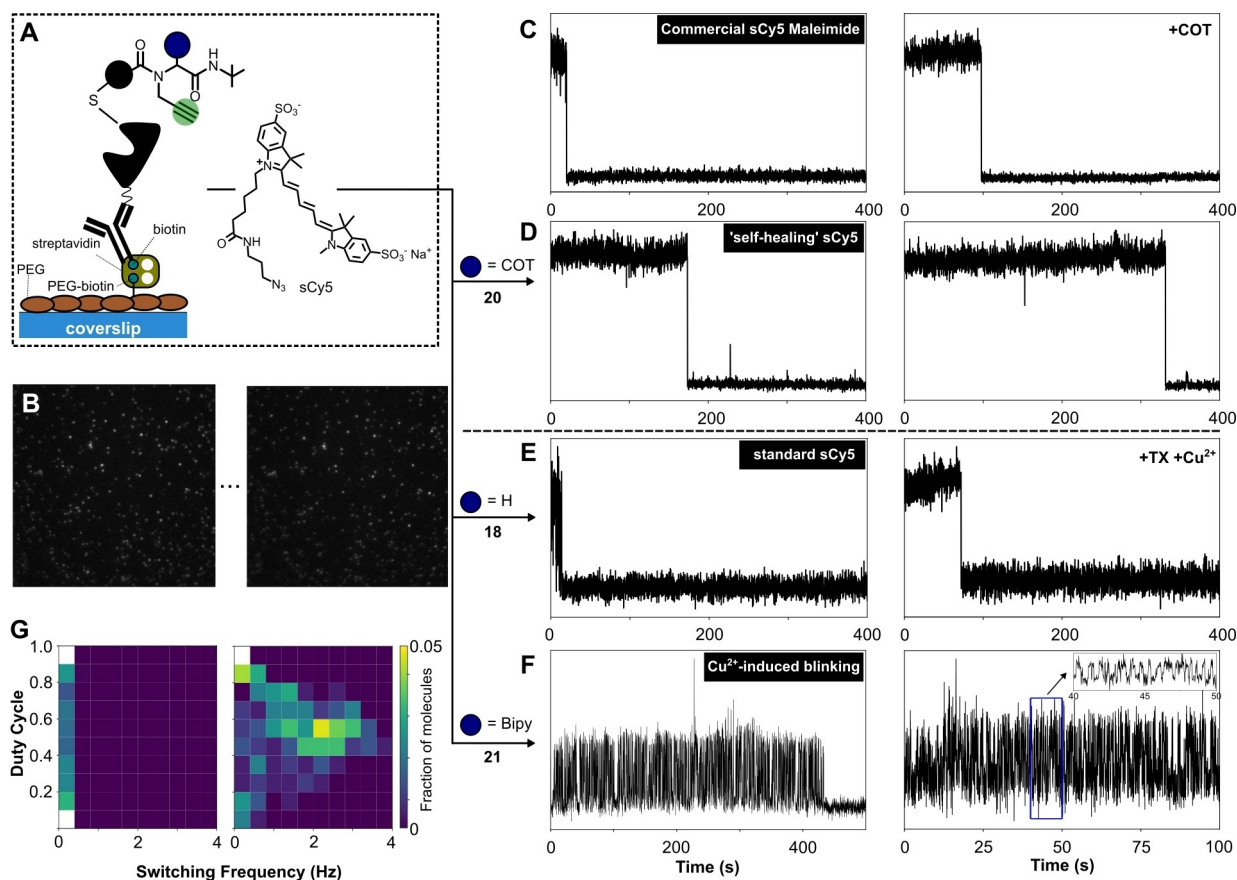 A
O
N
H
N
O
S
SO₃⁻
N
+
O
NH
N₃
sCy5
N
SO₃⁻ Na⁺
streptavidin
biotin
PEG
PEG-biotin
coverslip
B
...
C
Commercial sCy5 Maleimide
+COT
0
200
400
0
200
400
D
'self-healing' sCy5
= COT
20
0
200
400
0
200
400
E
standard sCy5
+TX +Cu²⁺
= H
18
0
200
400
0
200
400
F
Cu²⁺-induced blinking
= Bipy
21
0
200
400
Time (s)
40
45
50
0
25
50
75
100
Time (s)
G
Duty Cycle
1.0
0.8
0.6
0.4
0.2
0
2
4
0
2
4
Switching Frequency (Hz)
0.05
0
Fraction of molecules